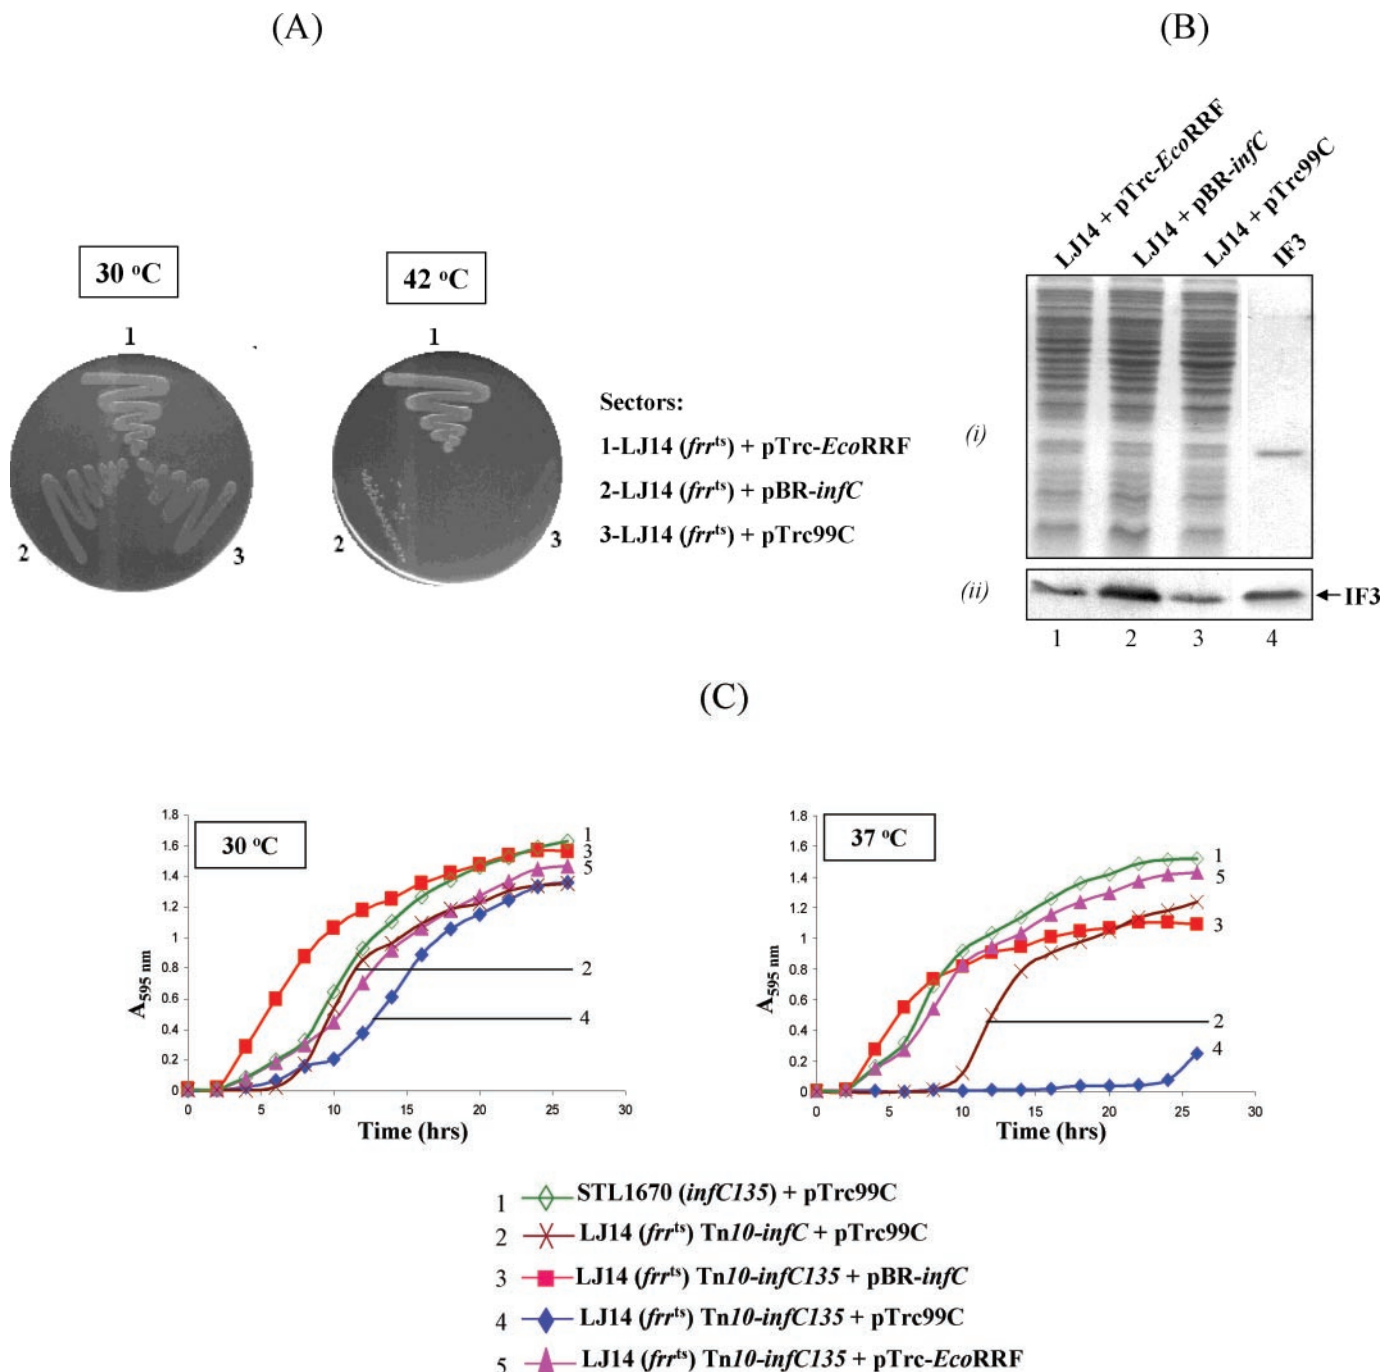 (A)
(B)
30 °C
42 °C
1
1
2
3
2
3
Sectors:
1-LJ14 (frrᵗˢ) + pTrc-EcoRRF
2-LJ14 (frrᵗˢ) + pBR-infC
3-LJ14 (frrᵗˢ) + pTrc99C
LJ14 + pTrc-EcoRRF
LJ14 + pBR-infC
LJ14 + pTrc99C
IF3
(i)
(ii)
IF3
1 2 3 4
(C)
30 °C
1.8
1.6
1.4
1.2
1
0.8
0.6
0.4
0.2
0
A595 nm
0 5 10 15 20 25 30
Time (hrs)
1
3
5
2
4
37 °C
1.8
1.6
1.4
1.2
1
0.8
0.6
0.4
0.2
0
A595 nm
0 5 10 15 20 25 30
Time (hrs)
1
5
3
2
4
1 STL1670 (infC135) + pTrc99C
2 LJ14 (frrᵗˢ) Tn10-infC + pTrc99C
3 LJ14 (frrᵗˢ) Tn10-infC135 + pBR-infC
4 LJ14 (frrᵗˢ) Tn10-infC135 + pTrc99C
5 LJ14 (frrᵗˢ) Tn10-infC135 + pTrc-EcoRRF